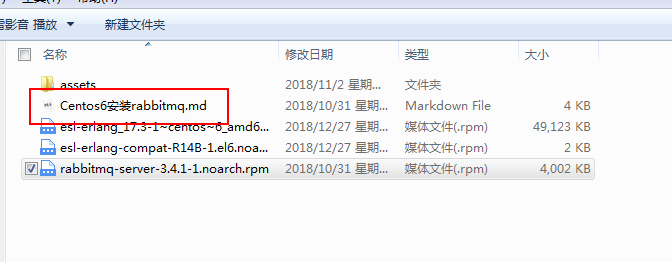 雷影音 播放 新建文件夹
名称 修改日期 类型 大小
assets 2018/11/2 星期... 文件夹
Centos6安装rabbitmq.md 2018/10/31 星期... Markdown File 4 KB
esl-erlang_17.3-1~centos~6_amd6... 2018/12/27 星期... 媒体文件(.rpm) 49,123 KB
esl-erlang-compat-R14B-1.el6.noa... 2018/12/27 星期... 媒体文件(.rpm) 2 KB
rabbitmq-server-3.4.1-1.noarch.rpm 2018/10/31 星期... 媒体文件(.rpm) 4,002 KB